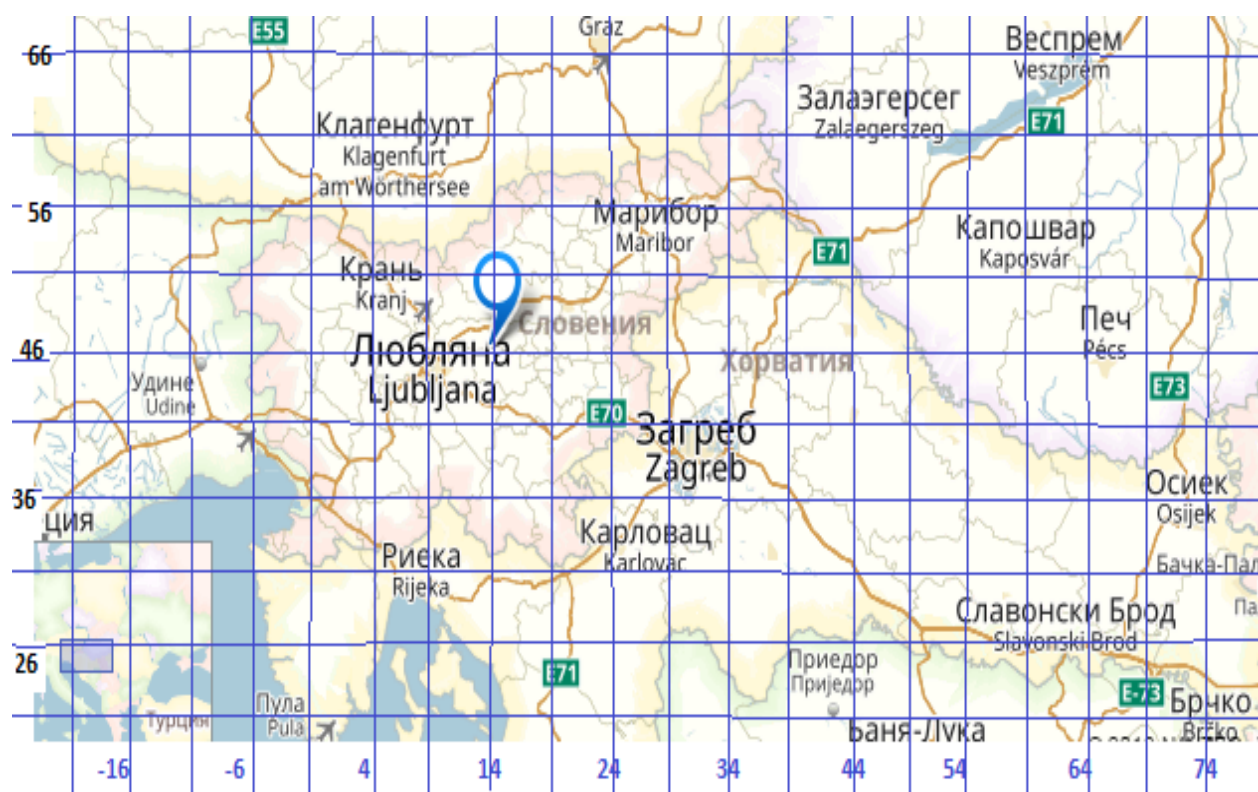 E55
Graz
Веспрем
Veszprém
66
Залаэгерсег
Zalaegerszeg
E71
Клагенфурт
Klagenfurt
am Wörthersee
56
Марибор
Maribor
Капошвар
Kaposvár
E71
Крань
Kranj
Словения
Печ
Pécs
46
Любляна
Ljubljana
Хорватия
Удине
Udine
E73
E70
Загреб
Zagreb
36
ция
Осиек
Osijek
Карловац
Karlovac
Риека
Rijeka
Бачка-Пал
Славонски Брод
Slavonski Brod
Па
26
E71
Приедор
Приједор
E-73
Брчко
Brčko
Пула
Pula
Турция
Баня-Лука
-16 -6 4 14 24 34 44 54 64 74